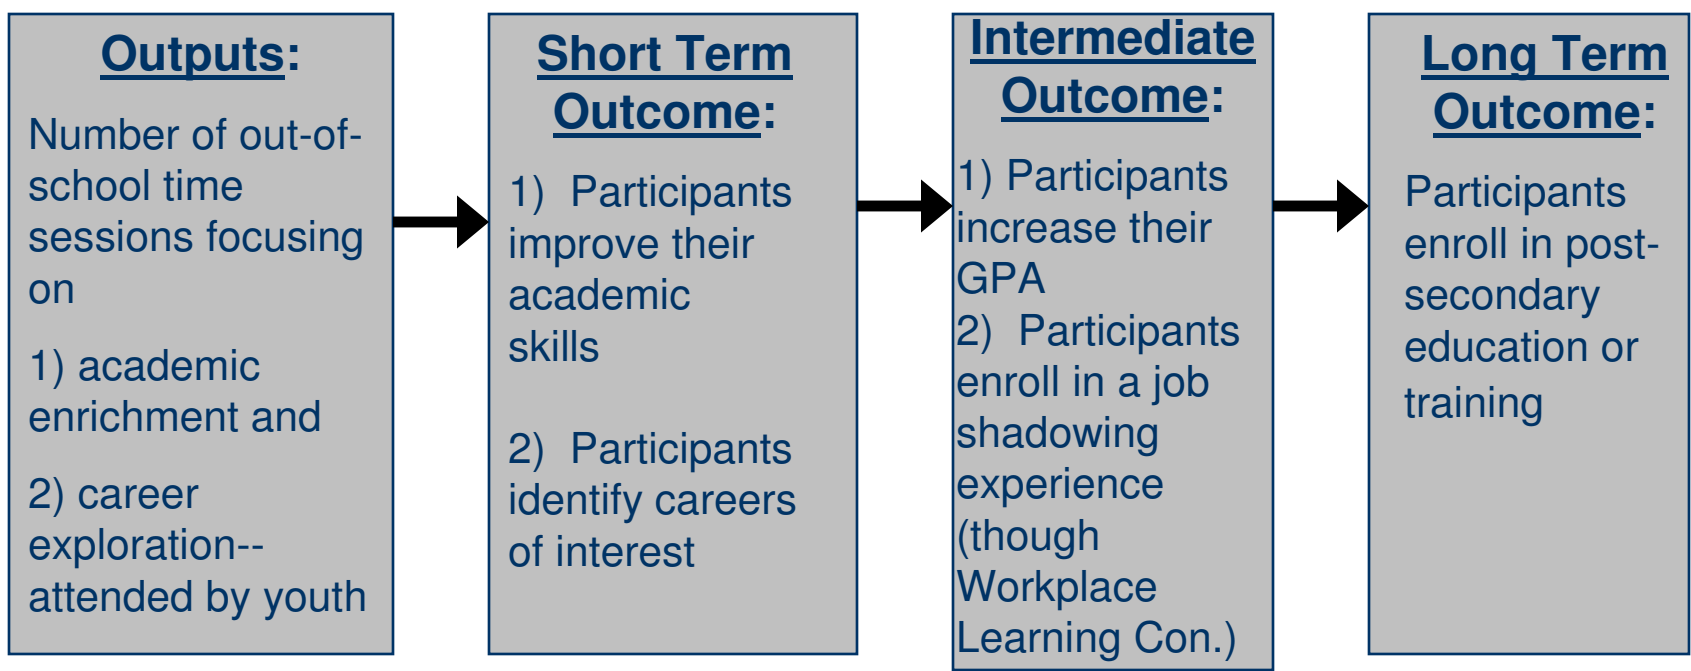 Outputs:
Number of out-of-
school time
sessions focusing
on
1) academic
enrichment and
2) career
exploration--
attended by youth
Short Term
Outcome:
1) Participants
improve their
academic
skills
2) Participants
identify careers
of interest
Intermediate
Outcome:
1) Participants
increase their
GPA
2) Participants
enroll in a job
shadowing
experience
(though
Workplace
Learning Con.)
Long Term
Outcome:
Participants
enroll in post-
secondary
education or
training